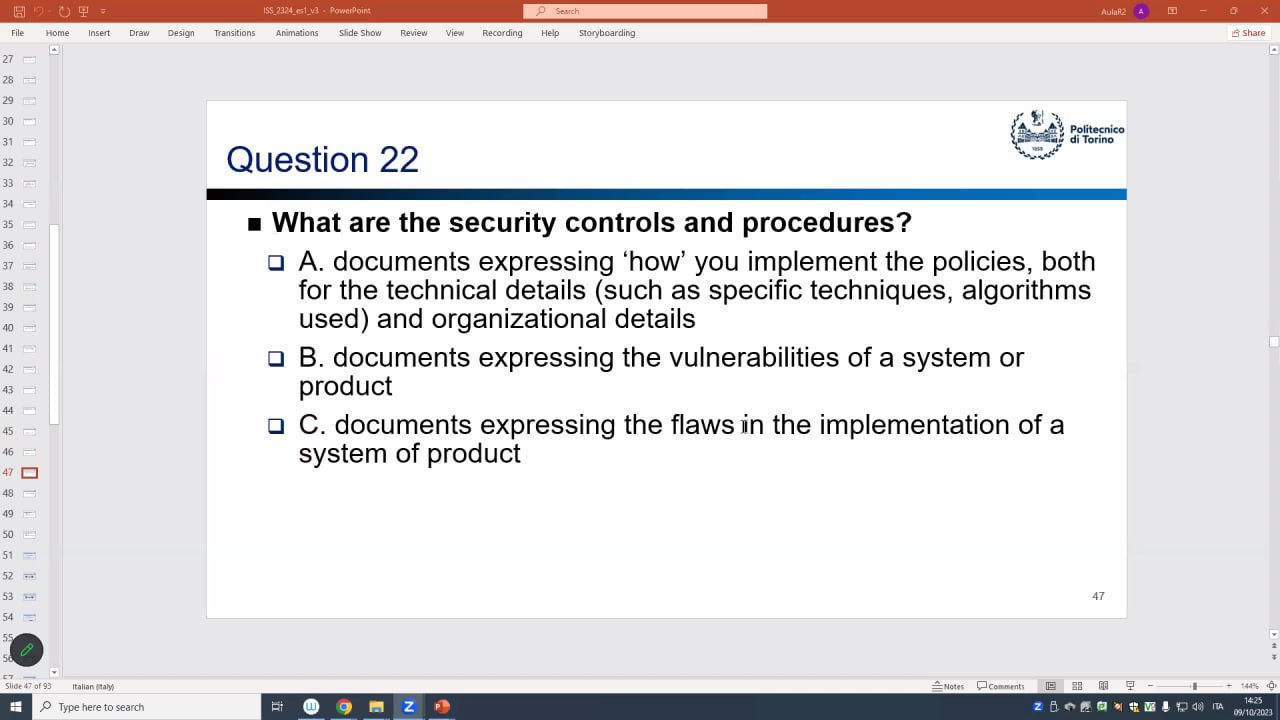 ISS_2324_es1_v3 - PowerPoint
Search
AulaR2
A
File Home Insert Draw Design Transitions Animations Slide Show Review View Recording Help Storyboarding
Share
27
28
29
30
31
32
33
34
35
36
37
38
39
40
41
42
43
44
45
46
47
48
49
50
51
52
53
54
55
Politecnico
di Torino
Question 22
What are the security controls and procedures?
A. documents expressing ‘how’ you implement the policies, both
for the technical details (such as specific techniques, algorithms
used) and organizational details
B. documents expressing the vulnerabilities of a system or
product
C. documents expressing the flaws in the implementation of a
system of product
47
Slide 47 of 93 Italian (Italy)
Notes Comments 144%
Type here to search
ITA
14:25
09/10/2023